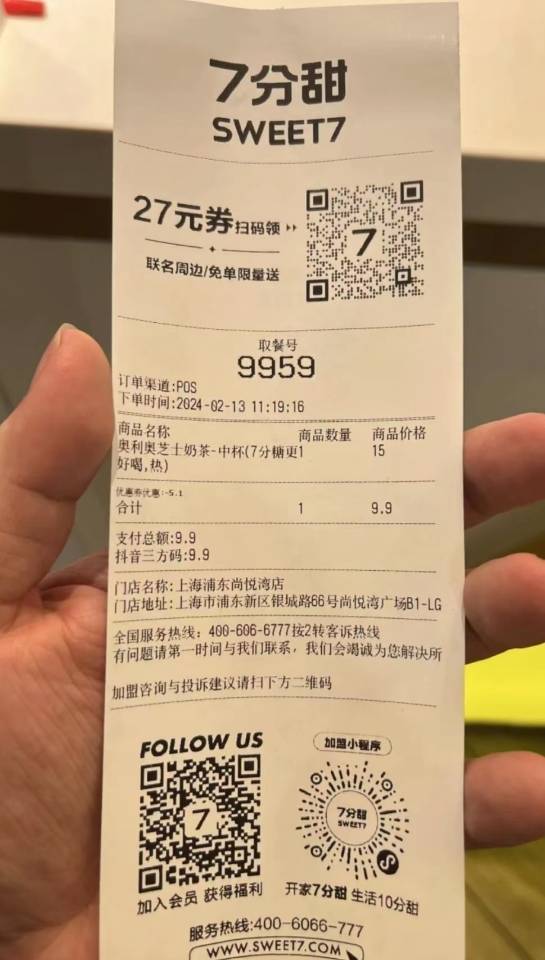 7分甜
SWEET7
27元券扫码领
联名周边/免单限量送
7
取餐号
9959
订单渠道:POS
下单时间:2024-02-13 11:19:16
商品名称 商品数量 商品价格
奥利奥芝士奶茶-中杯(7分糖更1 15
好喝,热)
优惠券优惠:-5.1
合计 1 9.9
支付总额:9.9
抖音三方码:9.9
门店名称:上海浦东尚悦湾店
门店地址:上海市浦东新区银城路66号尚悦湾广场B1-LG
全国服务热线: 400-606-6777按2转客诉热线
有问题请第一时间与我们联系, 我们会竭诚为您解决所
加盟咨询与投诉建议请扫下方二维码
FOLLOW US
7
加入会员 获得福利
加盟小程序
7分甜
SWEET7
开家7分甜 生活10分甜
服务热线:400-6066-777
WWW.SWEET7.COM